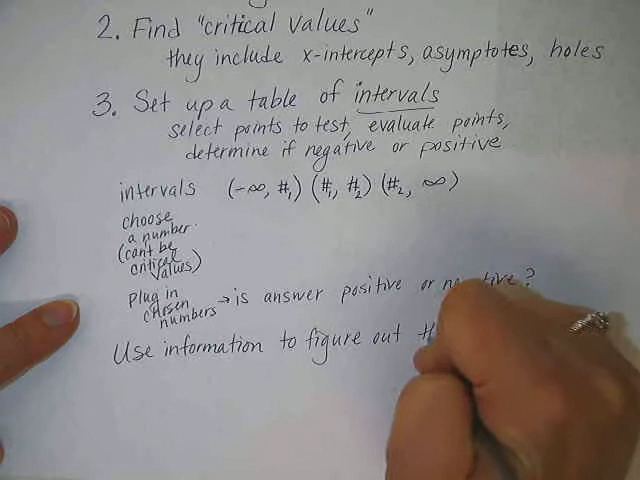 2. Find "critical values"
they include x-intercepts, asymptotes, holes
3. Set up a table of intervals
select points to test, evaluate points,
determine if negative or positive
intervals (-∞, #₁) (#₁, #₂) (#₂, ∞)
choose
a number.
(can't be
critical
values)
Plug in
chosen
numbers → is answer positive or negative?
Use information to figure out